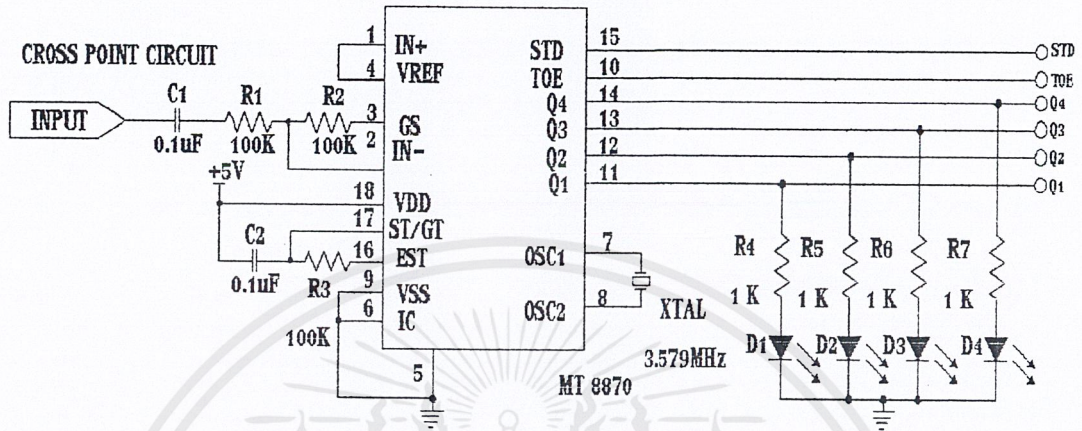 CROSS POINT CIRCUIT
INPUT
C1
0.1uF
R1
100K
R2
100K
+5V
C2
0.1uF
R3
100K
1 IN+
4 VREF
3 GS
2 IN-
18 VDD
17 ST/GT
16 EST
9 VSS
6 IC
5
STD 15 STD
TOE 10 TOE
Q4 14 Q4
Q3 13 Q3
Q2 12 Q2
Q1 11 Q1
OSC1 7
OSC2 8
XTAL
3.579MHz
MT 8870
R4 R5 R6 R7
1 K 1 K 1 K 1 K
D1 D2 D3 D4